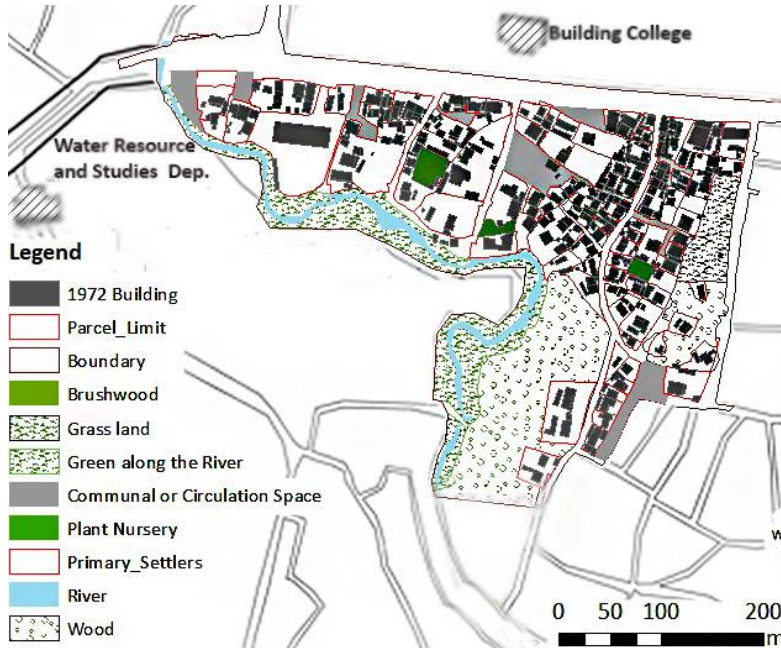 Building College
Water Resource
and Studies Dep.
Legend
1972 Building
Parcel_Limit
Boundary
Brushwood
Grass land
Green along the River
Communal or Circulation Space
Plant Nursery
Primary_Settlers
River
Wood
w
0 50 100 200
m